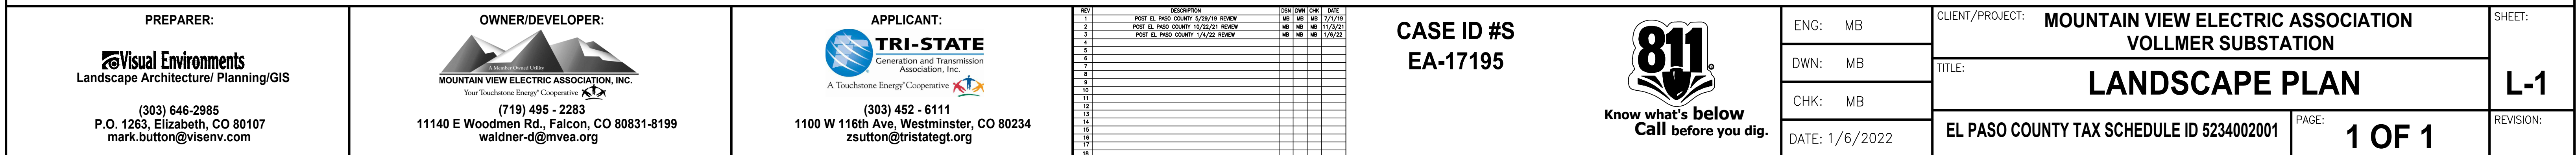 PREPARER:
Visual Environments
Landscape Architecture/ Planning/GIS
(303) 646-2985
P.O. 1263, Elizabeth, CO 80107
mark.button@visenv.com
OWNER/DEVELOPER:
A Member Owned Utility
MOUNTAIN VIEW ELECTRIC ASSOCIATION, INC.
Your Touchstone Energy® Cooperative
(719) 495 - 2283
11140 E Woodmen Rd., Falcon, CO 80831-8199
waldner-d@mvea.org
APPLICANT:
TRI-STATE
Generation and Transmission
Association, Inc.
A Touchstone Energy® Cooperative
(303) 452 - 6111
1100 W 116th Ave, Westminster, CO 80234
zsutton@tristategt.org
REV DESCRIPTION DSN DWN CHK DATE
1 POST EL PASO COUNTY 5/29/19 REVIEW MB MB MB 7/1/19
2 POST EL PASO COUNTY 10/22/21 REVIEW MB MB MB 11/3/21
3 POST EL PASO COUNTY 1/4/22 REVIEW MB MB MB 1/6/22
4
5
6
7
8
9
10
11
12
13
14
15
16
17
18
CASE ID #S
EA-17195
811
®
Know what's below
Call before you dig.
ENG: MB
DWN: MB
CHK: MB
DATE: 1/6/2022
CLIENT/PROJECT: MOUNTAIN VIEW ELECTRIC ASSOCIATION
VOLLMER SUBSTATION
TITLE:
LANDSCAPE PLAN
EL PASO COUNTY TAX SCHEDULE ID 5234002001
PAGE:
1 OF 1
SHEET:
L-1
REVISION: